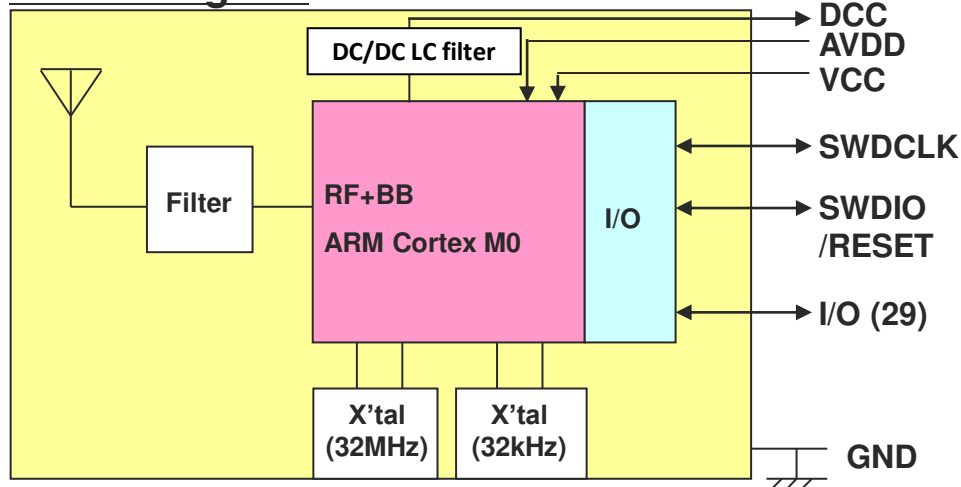 DCC
DC/DC LC filter
AVDD
VCC
SWDCLK
Filter
RF+BB
ARM Cortex M0
I/O
SWDIO
/RESET
I/O (29)
X'tal
(32MHz)
X'tal
(32kHz)
GND